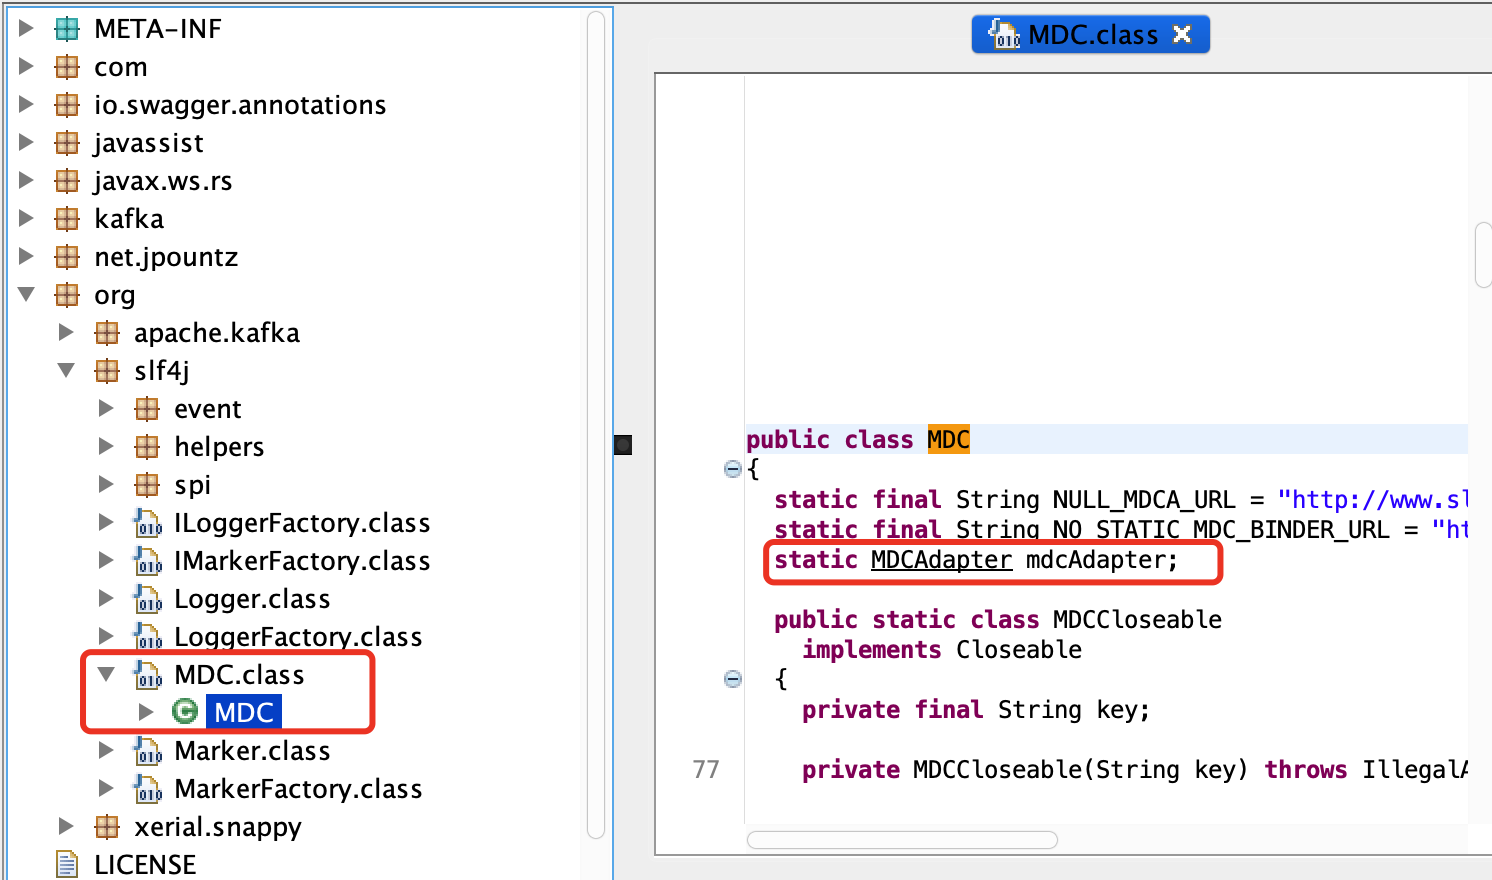 META-INF
com
io.swagger.annotations
javassist
javax.ws.rs
kafka
net.jpountz
org
apache.kafka
slf4j
event
helpers
spi
ILoggerFactory.class
IMarkerFactory.class
Logger.class
LoggerFactory.class
MDC.class
MDC
Marker.class
MarkerFactory.class
xerial.snappy
LICENSE
MDC.class
public class MDC
{
static final String NULL_MDCA_URL = "http://www.sl
static final String NO_STATIC_MDC_BINDER_URL = "ht
static MDCAdapter mdcAdapter;
public static class MDCCloseable
implements Closeable
{
private final String key;
77 private MDCCloseable(String key) throws IllegalA